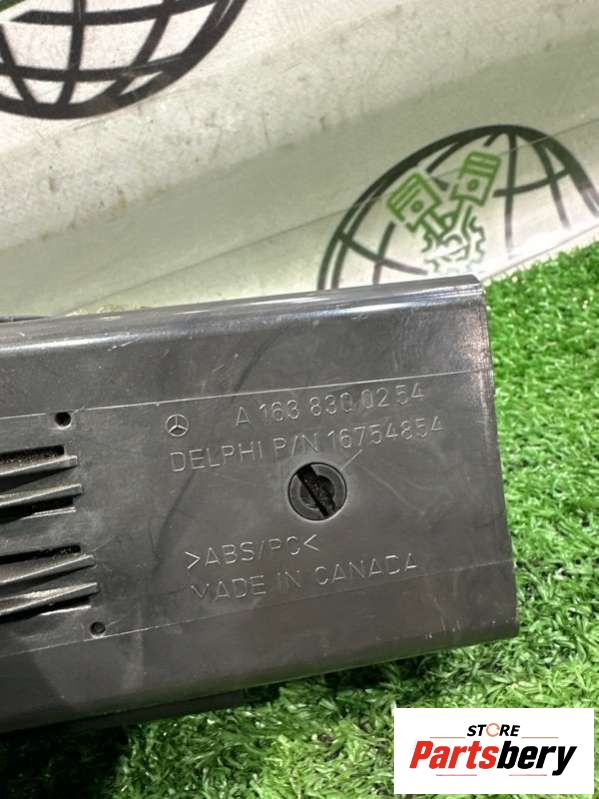 A 163 830 02 54
DELPHI P/N 16754854
>ABS/PC<
MADE IN CANADA
STORE
Partsbery